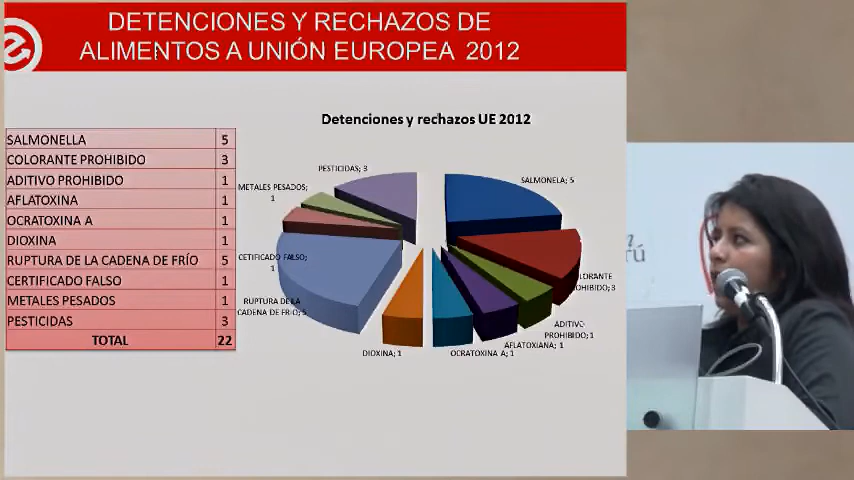 DETENCIONES Y RECHAZOS DE
ALIMENTOS A UNIÓN EUROPEA 2012
SALMONELLA 5
COLORANTE PROHIBIDO 3
ADITIVO PROHIBIDO 1
AFLATOXINA 1
OCRATOXINA A 1
DIOXINA 1
RUPTURA DE LA CADENA DE FRÍO 5
CERTIFICADO FALSO 1
METALES PESADOS 1
PESTICIDAS 3
TOTAL 22
Detenciones y rechazos UE 2012
PESTICIDAS; 3
SALMONELA; 5
METALES PESADOS;
1
CETIFICADO FALSO;
1
LORANTE
OHIBIDO; 3
RUPTURA DE LA
CADENA DE FRIO; 5
ADITIVO
PROHIBIDO; 1
AFLATOXIANA; 1
DIOXINA; 1
OCRATOXINA A; 1
rú